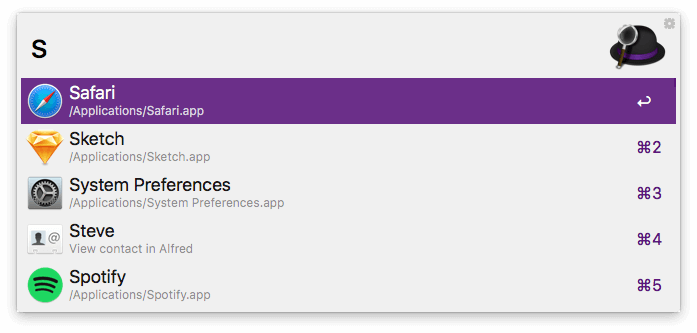 S
Safari
/Applications/Safari.app
↩
Sketch
/Applications/Sketch.app
⌘2
System Preferences
/Applications/System Preferences.app
⌘3
Steve
View contact in Alfred
⌘4
Spotify
/Applications/Spotify.app
⌘5